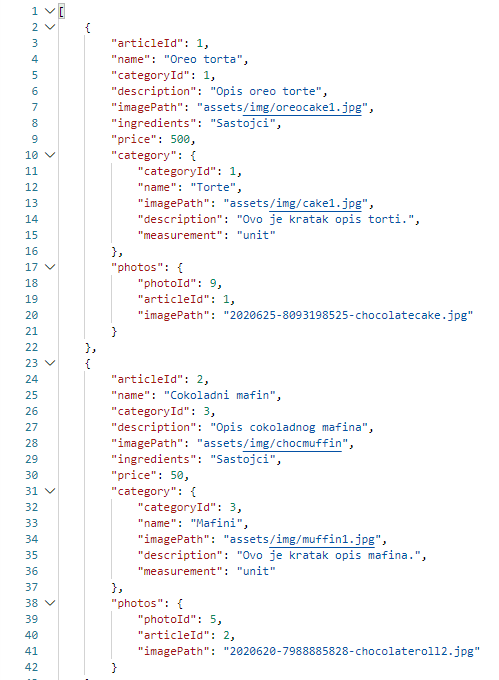 1 [
2 {
3 "articleId": 1,
4 "name": "Oreo torta",
5 "categoryId": 1,
6 "description": "Opis oreo torte",
7 "imagePath": "assets/img/oreocake1.jpg",
8 "ingredients": "Sastojci",
9 "price": 500,
10 "category": {
11 "categoryId": 1,
12 "name": "Torte",
13 "imagePath": "assets/img/cake1.jpg",
14 "description": "Ovo je kratak opis torti.",
15 "measurement": "unit"
16 },
17 "photos": {
18 "photoId": 9,
19 "articleId": 1,
20 "imagePath": "2020625-8093198525-chocolatecake.jpg"
21 }
22 },
23 {
24 "articleId": 2,
25 "name": "Cokoladni mafin",
26 "categoryId": 3,
27 "description": "Opis cokoladnog mafina",
28 "imagePath": "assets/img/chocmuffin",
29 "ingredients": "Sastojci",
30 "price": 50,
31 "category": {
32 "categoryId": 3,
33 "name": "Mafini",
34 "imagePath": "assets/img/muffin1.jpg",
35 "description": "Ovo je kratak opis mafina.",
36 "measurement": "unit"
37 },
38 "photos": {
39 "photoId": 5,
40 "articleId": 2,
41 "imagePath": "2020620-7988885828-chocolateroll2.jpg"
42 }